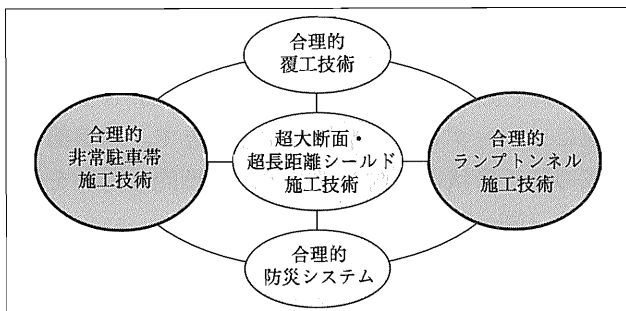 合理的
覆工技術
合理的
非常駐車帯
施工技術
超大断面・
超長距離シールド
施工技術
合理的
ランプトンネル
施工技術
合理的
防災システム